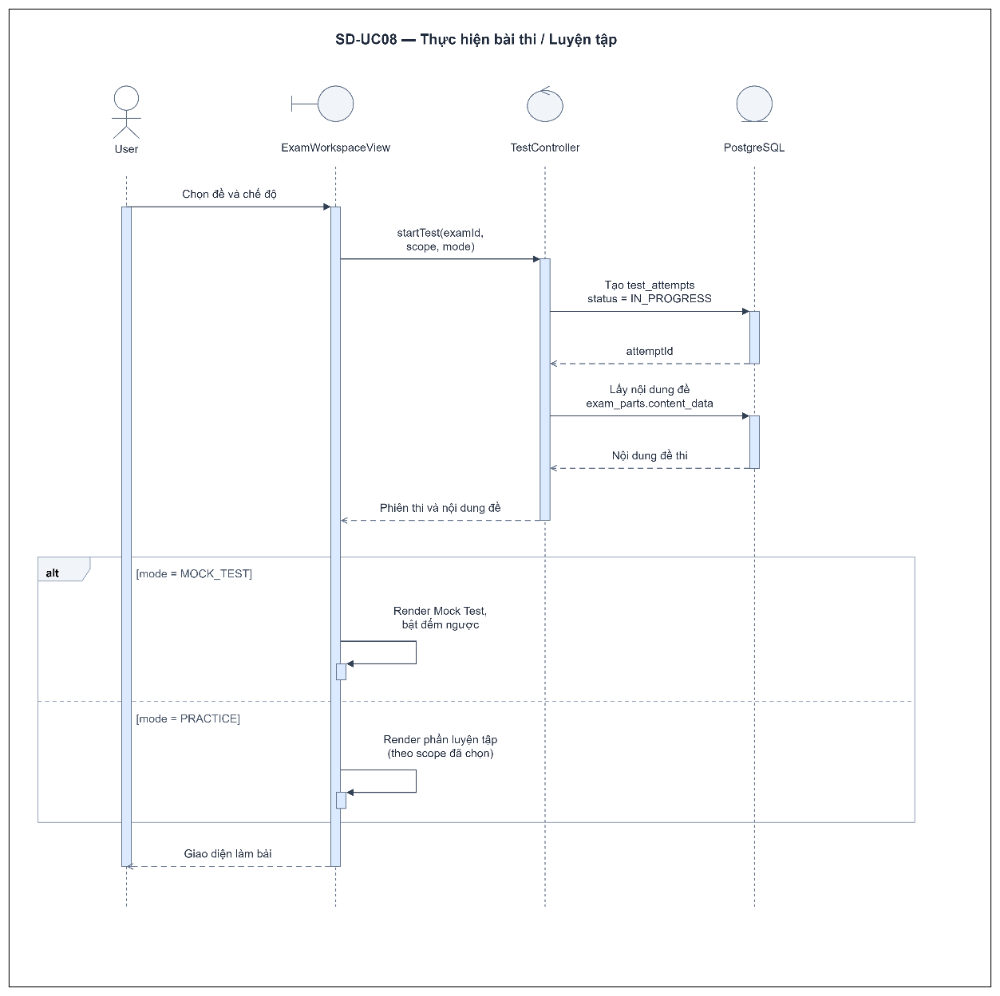 SD-UC08 — Thực hiện bài thi / Luyện tập
User
ExamWorkspaceView
TestController
PostgreSQL
Chọn đề và chế độ
startTest(examId,
scope, mode)
Tạo test_attempts
status = IN_PROGRESS
attemptId
Lấy nội dung đề
exam_parts.content_data
Nội dung đề thi
Phiên thi và nội dung đề
alt
[mode = MOCK_TEST]
Render Mock Test,
bật đếm ngược
[mode = PRACTICE]
Render phần luyện tập
(theo scope đã chọn)
Giao diện làm bài